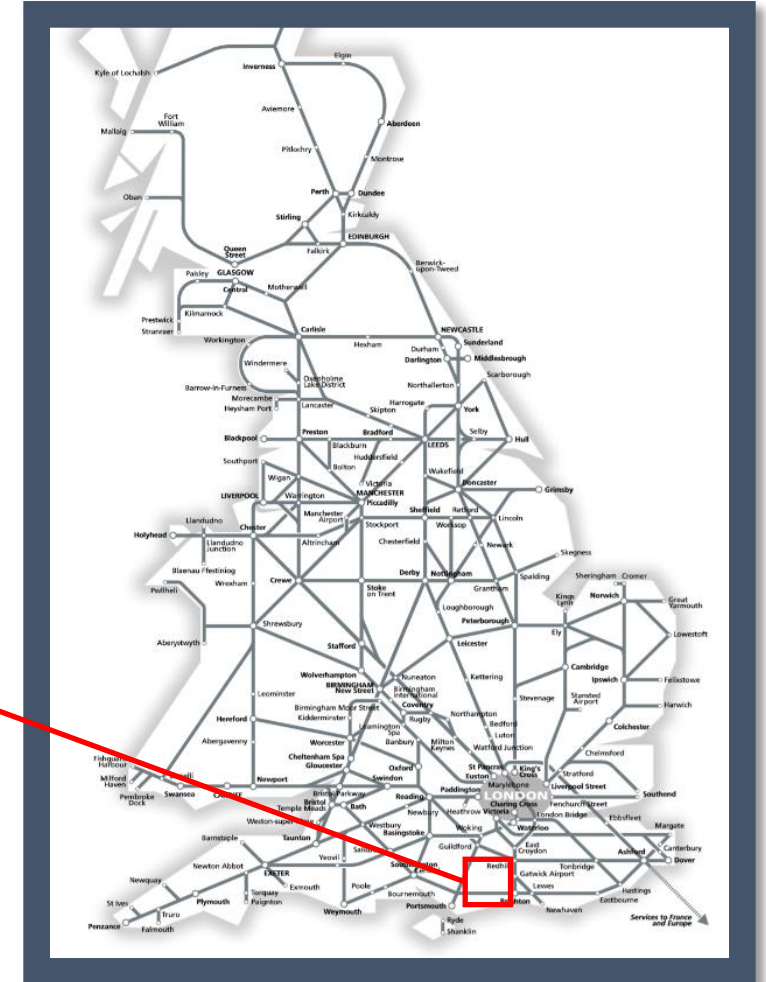 Elgin
Inverness
Kyle of Lochalsh
Aviemore
Fort
William
Mallaig
Aberdeen
Pitlochry
Montrose
Perth
Dundee
Oban
Stirling
Kirkcaldy
EDINBURGH
Queen
Street
Falkirk
Berwick-
upon-Tweed
Paisley
GLASGOW
Central
Motherwell
Prestwick
Kilmarnock
Stranraer
Carlisle
NEWCASTLE
Workington
Hexham
Sunderland
Durham
Darlington
Middlesbrough
Windermere
Scarborough
Oxenholme
Lake District
Northallerton
Barrow-in-Furness
Morecambe
Heysham Port
Lancaster
Harrogate
York
Skipton
Blackpool
Preston
Bradford
Selby
Hull
Blackburn
LEEDS
Huddersfield
Southport
Bolton
Wakefield
Wigan
Victoria
Doncaster
LIVERPOOL
Warrington
MANCHESTER
Piccadilly
Grimsby
Manchester
Airport
Sheffield
Retford
Llandudno
Stockport
Worksop
Lincoln
Holyhead
Chester
Llandudno
Junction
Altrincham
Chesterfield
Newark
Skegness
Blaenau Ffestiniog
Wrexham
Crewe
Derby
Nottingham
Spalding
Sheringham
Cromer
Pwllheli
Stoke
on Trent
Grantham
Kings
Lynn
Norwich
Great
Yarmouth
Loughborough
Shrewsbury
Peterborough
Aberystwyth
Stafford
Leicester
Ely
Lowestoft
Wolverhampton
Nuneaton
Kettering
Cambridge
BIRMINGHAM
New Street
Birmingham
International
Ipswich
Felixstowe
Leominster
Birmingham Moor Street
Coventry
Stevenage
Stansted
Airport
Harwich
Hereford
Kidderminster
Rugby
Northampton
Leamington
Spa
Bedford
Colchester
Abergavenny
Worcester
Banbury
Milton
Keynes
Luton
Watford Junction
Chelmsford
Cheltenham Spa
Gloucester
Oxford
St Pancras
Euston
King's
Cross
Stratford
Fishguard
Harbour
Milford
Haven
Newport
Swindon
Marylebone
Liverpool Street
Pembroke
Dock
Swansea
Bristol Parkway
Reading
Paddington
LONDON
Southend
Bristol
Temple Meads
Bath
Newbury
Heathrow
Victoria
Charing Cross
Fenchurch Street
London Bridge
Ebbsfleet
Westbury
Basingstoke
Woking
Waterloo
Margate
Barnstaple
Taunton
Guildford
East
Croydon
Canterbury
Yeovil
Ashford
Dover
Newton Abbot
EXETER
Gatwick Airport
Tonbridge
Newquay
Exmouth
Poole
Lewes
Hastings
St Ives
Plymouth
Torquay
Paignton
Bournemouth
Portsmouth
Eastbourne
Truro
Weymouth
Newhaven
Penzance
Falmouth
Ryde
Shanklin
Services to France
and Europe